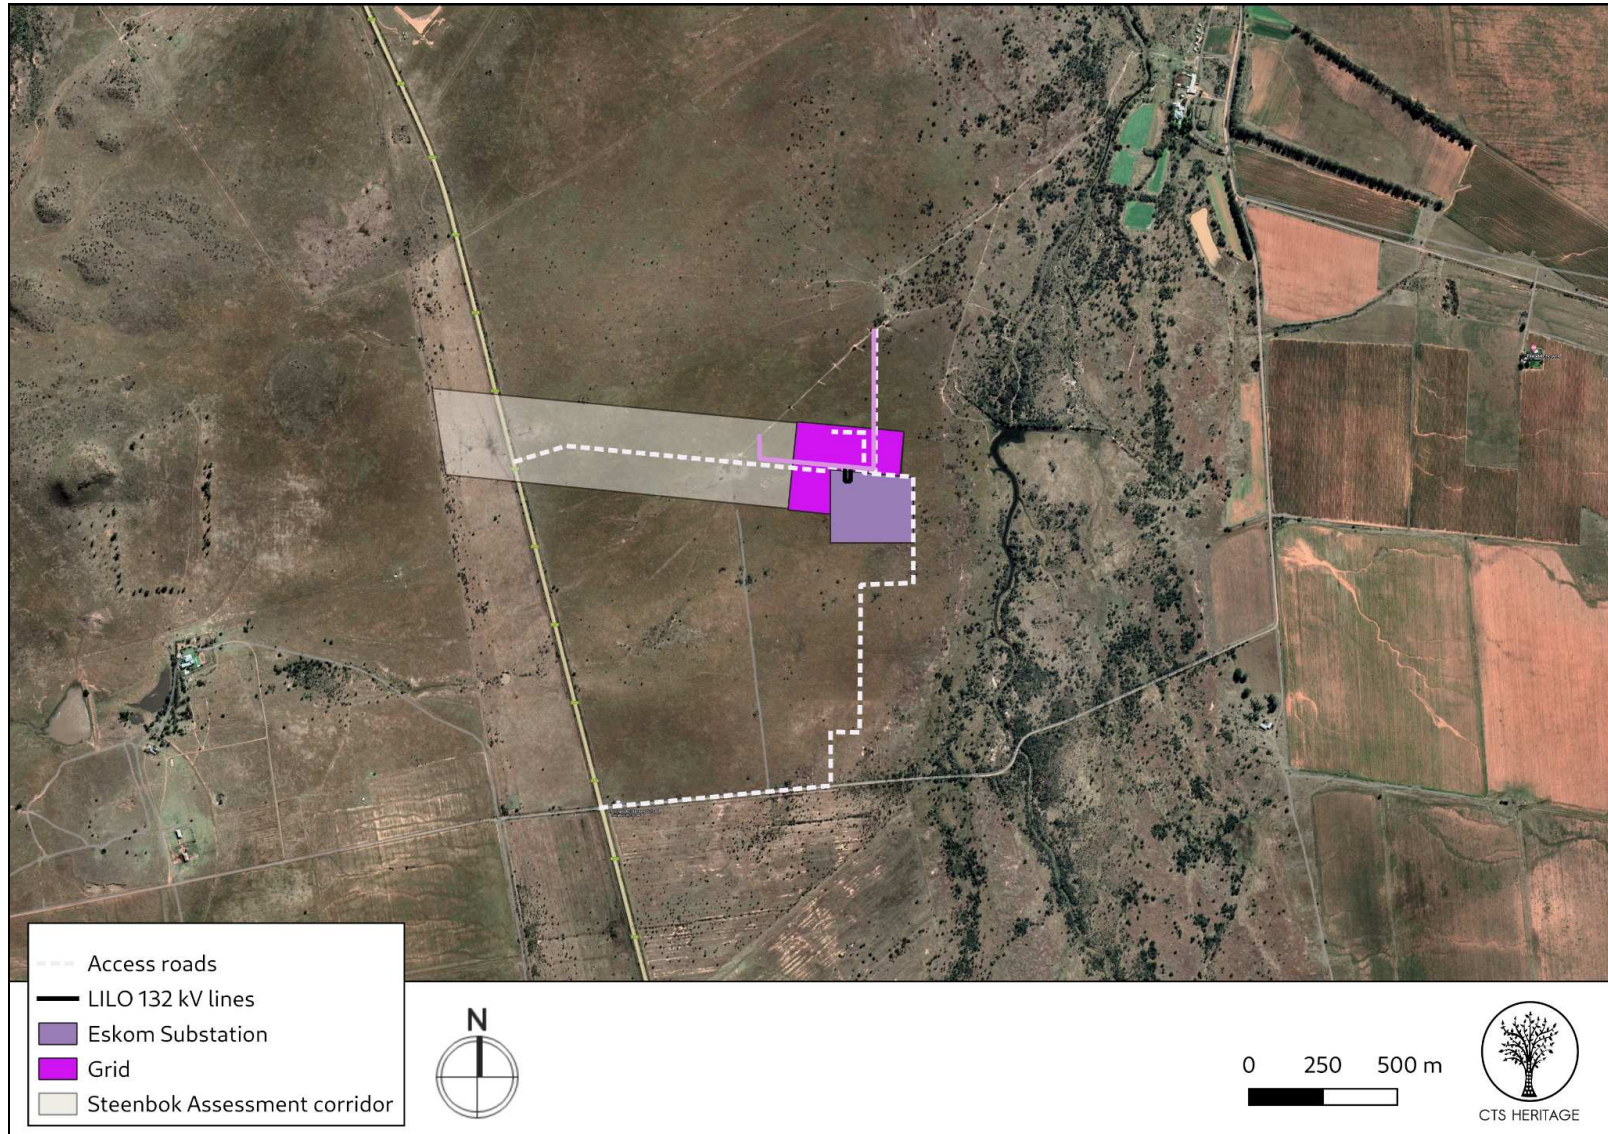 Access roads
LILO 132 kV lines
Eskom Substation
Grid
Steenbok Assessment corridor
N
0 250 500 m
CTS HERITAGE